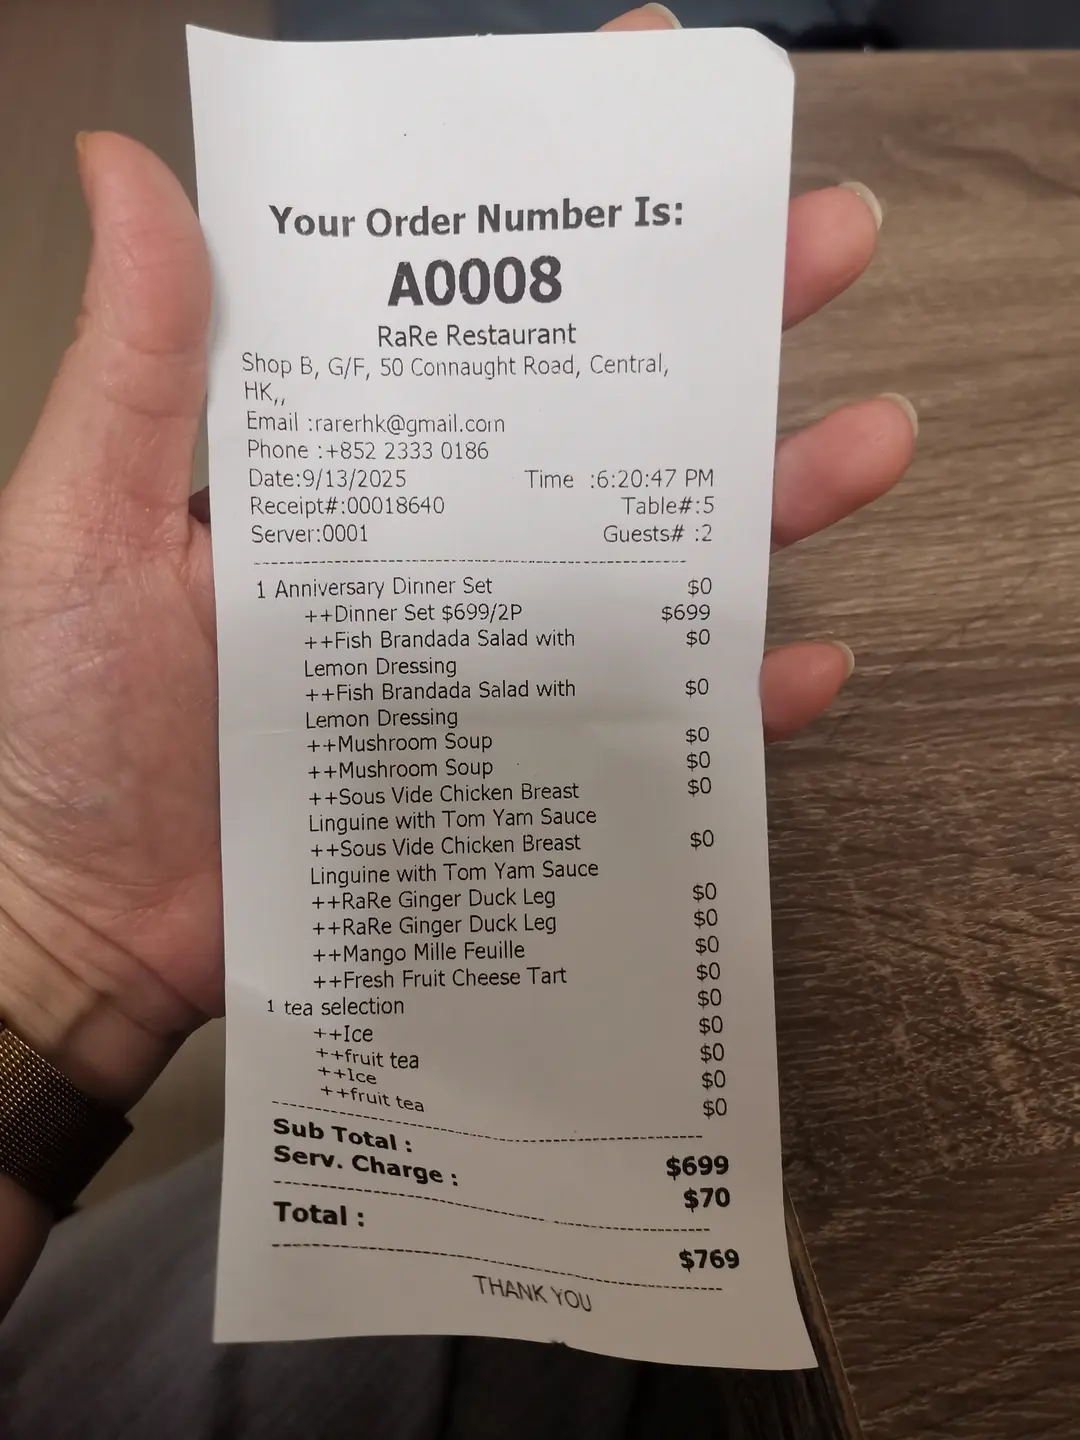 Your Order Number Is:
A0008
RaRe Restaurant
Shop B, G/F, 50 Connaught Road, Central,
HK,,
Email :rarerhk@gmail.com
Phone :+852 2333 0186
Date:9/13/2025 Time :6:20:47 PM
Receipt#:00018640 Table#:5
Server:0001 Guests# :2
1 Anniversary Dinner Set $0
++Dinner Set $699/2P $699
++Fish Brandada Salad with $0
Lemon Dressing
++Fish Brandada Salad with $0
Lemon Dressing
++Mushroom Soup $0
++Mushroom Soup $0
++Sous Vide Chicken Breast $0
Linguine with Tom Yam Sauce
++Sous Vide Chicken Breast $0
Linguine with Tom Yam Sauce
++RaRe Ginger Duck Leg $0
++RaRe Ginger Duck Leg $0
++Mango Mille Feuille $0
++Fresh Fruit Cheese Tart $0
1 tea selection $0
++Ice $0
++fruit tea $0
++Ice $0
++fruit tea $0
Sub Total : $699
Serv. Charge : $70
Total : $769
THANK YOU